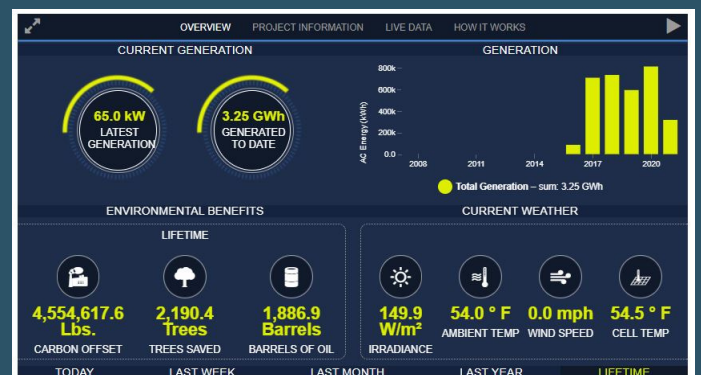 OVERVIEW PROJECT INFORMATION LIVE DATA HOW IT WORKS
CURRENT GENERATION
65.0 kW
LATEST
GENERATION
3.25 GWh
GENERATED
TO DATE
GENERATION
AC Energy (kWh)
800k
600k
400k
200k
0.0
2008 2011 2014 2017 2020
Total Generation – sum: 3.25 GWh
ENVIRONMENTAL BENEFITS
LIFETIME
4,554,617.6
Lbs.
CARBON OFFSET
2,190.4
Trees
TREES SAVED
1,886.9
Barrels
BARRELS OF OIL
CURRENT WEATHER
149.9
W/m²
IRRADIANCE
54.0 ° F
AMBIENT TEMP
0.0 mph
WIND SPEED
54.5 ° F
CELL TEMP
TODAY LAST WEEK LAST MONTH LAST YEAR LIFETIME